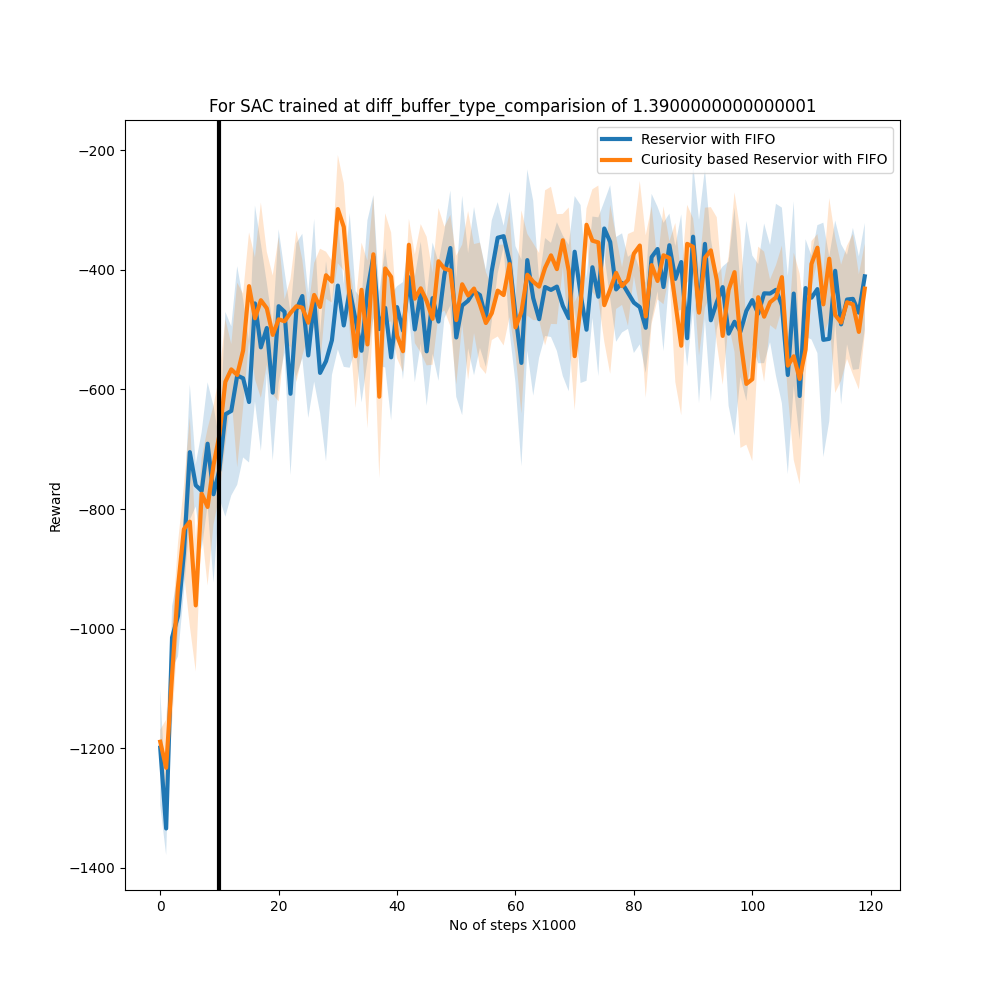 For SAC trained at diff_buffer_type_comparision of 1.3900000000000001
Reservior with FIFO
Curiosity based Reservior with FIFO
−200
−400
−600
−800
−1000
−1200
−1400
Reward
0 20 40 60 80 100 120
No of steps X1000